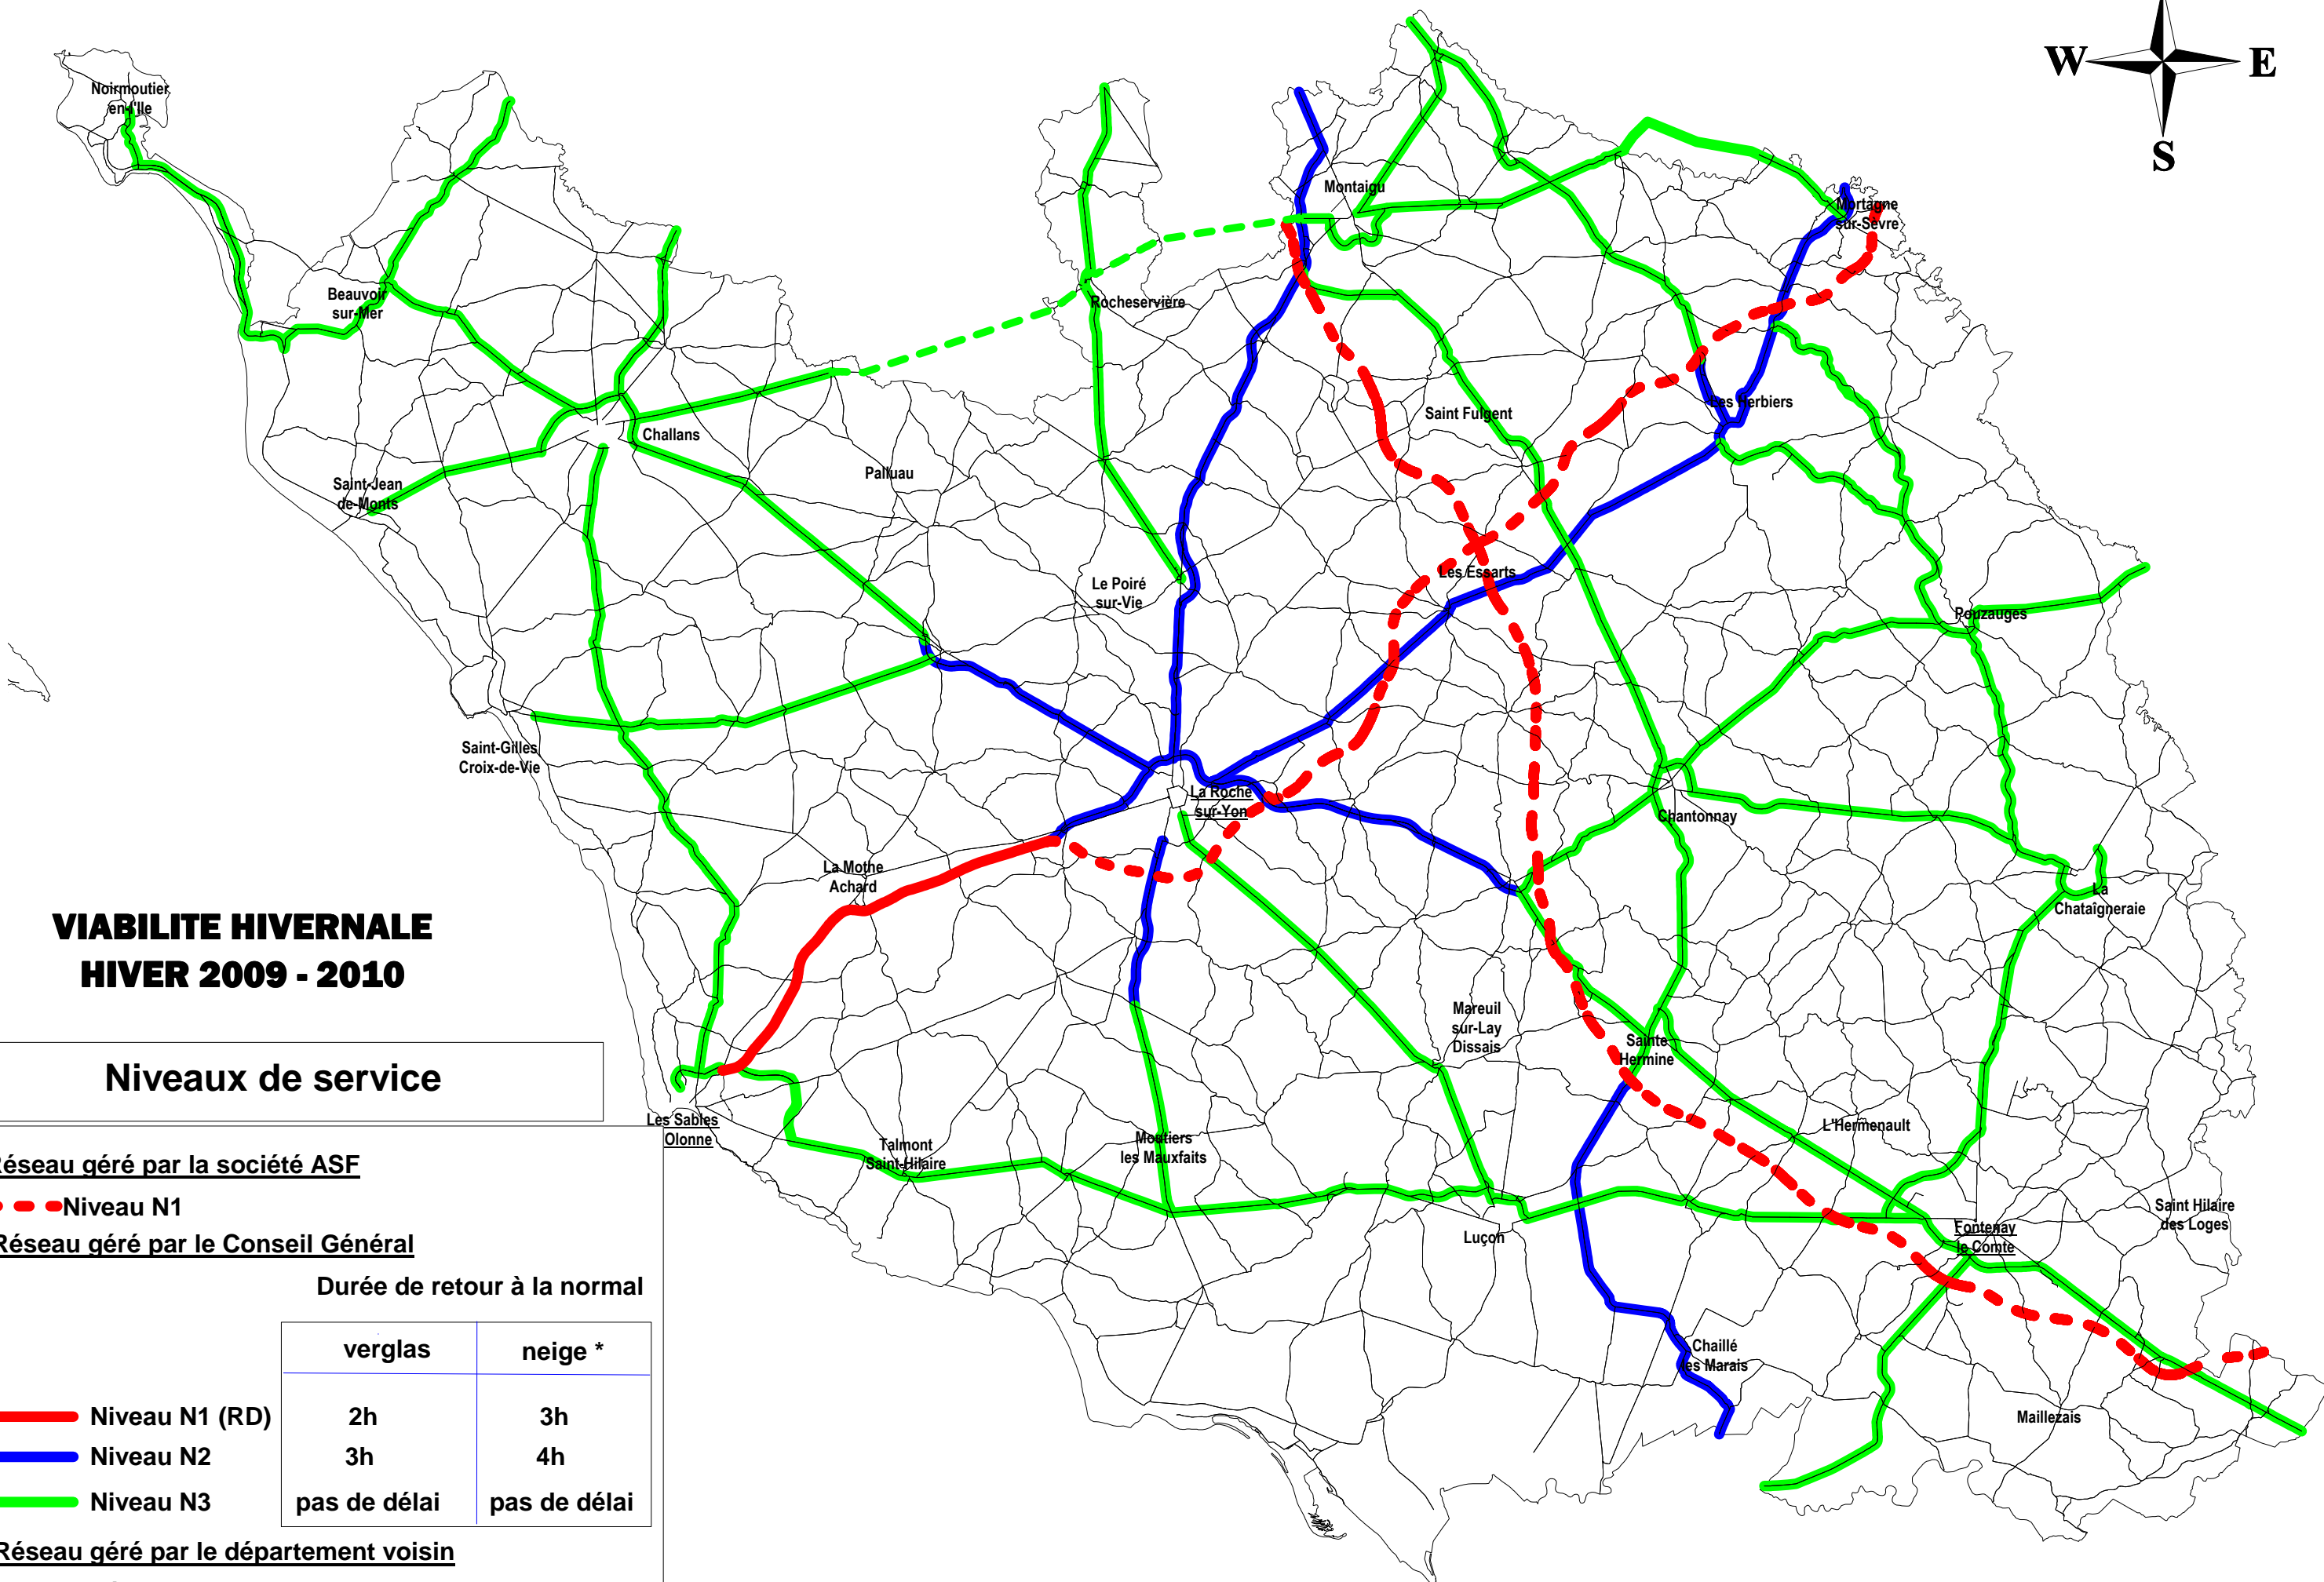 W
E
S
Noirmoutier
en-l'Ile
Montaigu
Mortagne
sur-Sèvre
Beauvoir
sur-Mer
Rocheservière
Les Herbiers
Saint Fulgent
Challans
Palluau
Saint-Jean
de-Monts
Les Essarts
Le Poiré
sur-Vie
Pouzauges
Saint-Gilles
Croix-de-Vie
La Roche
sur-Yon
Chantonnay
La Mothe
Achard
La
Chataigneraie
VIABILITE HIVERNALE
HIVER 2009 - 2010
Mareuil
sur-Lay
Dissais
Sainte
Hermine
Niveaux de service
Les Sables
Olonne
Talmont
Saint-Hilaire
Moutiers
les Mauxfaits
L'Hermenault
Saint Hilaire
des Loges
Luçon
Fontenay
le Comte
Chaillé
les Marais
Maillezais
Réseau géré par la société ASF
Niveau N1
Réseau géré par le Conseil Général
Durée de retour à la normal
verglas neige *
Niveau N1 (RD) 2h 3h
Niveau N2 3h 4h
Niveau N3 pas de délai pas de délai
Réseau géré par le département voisin